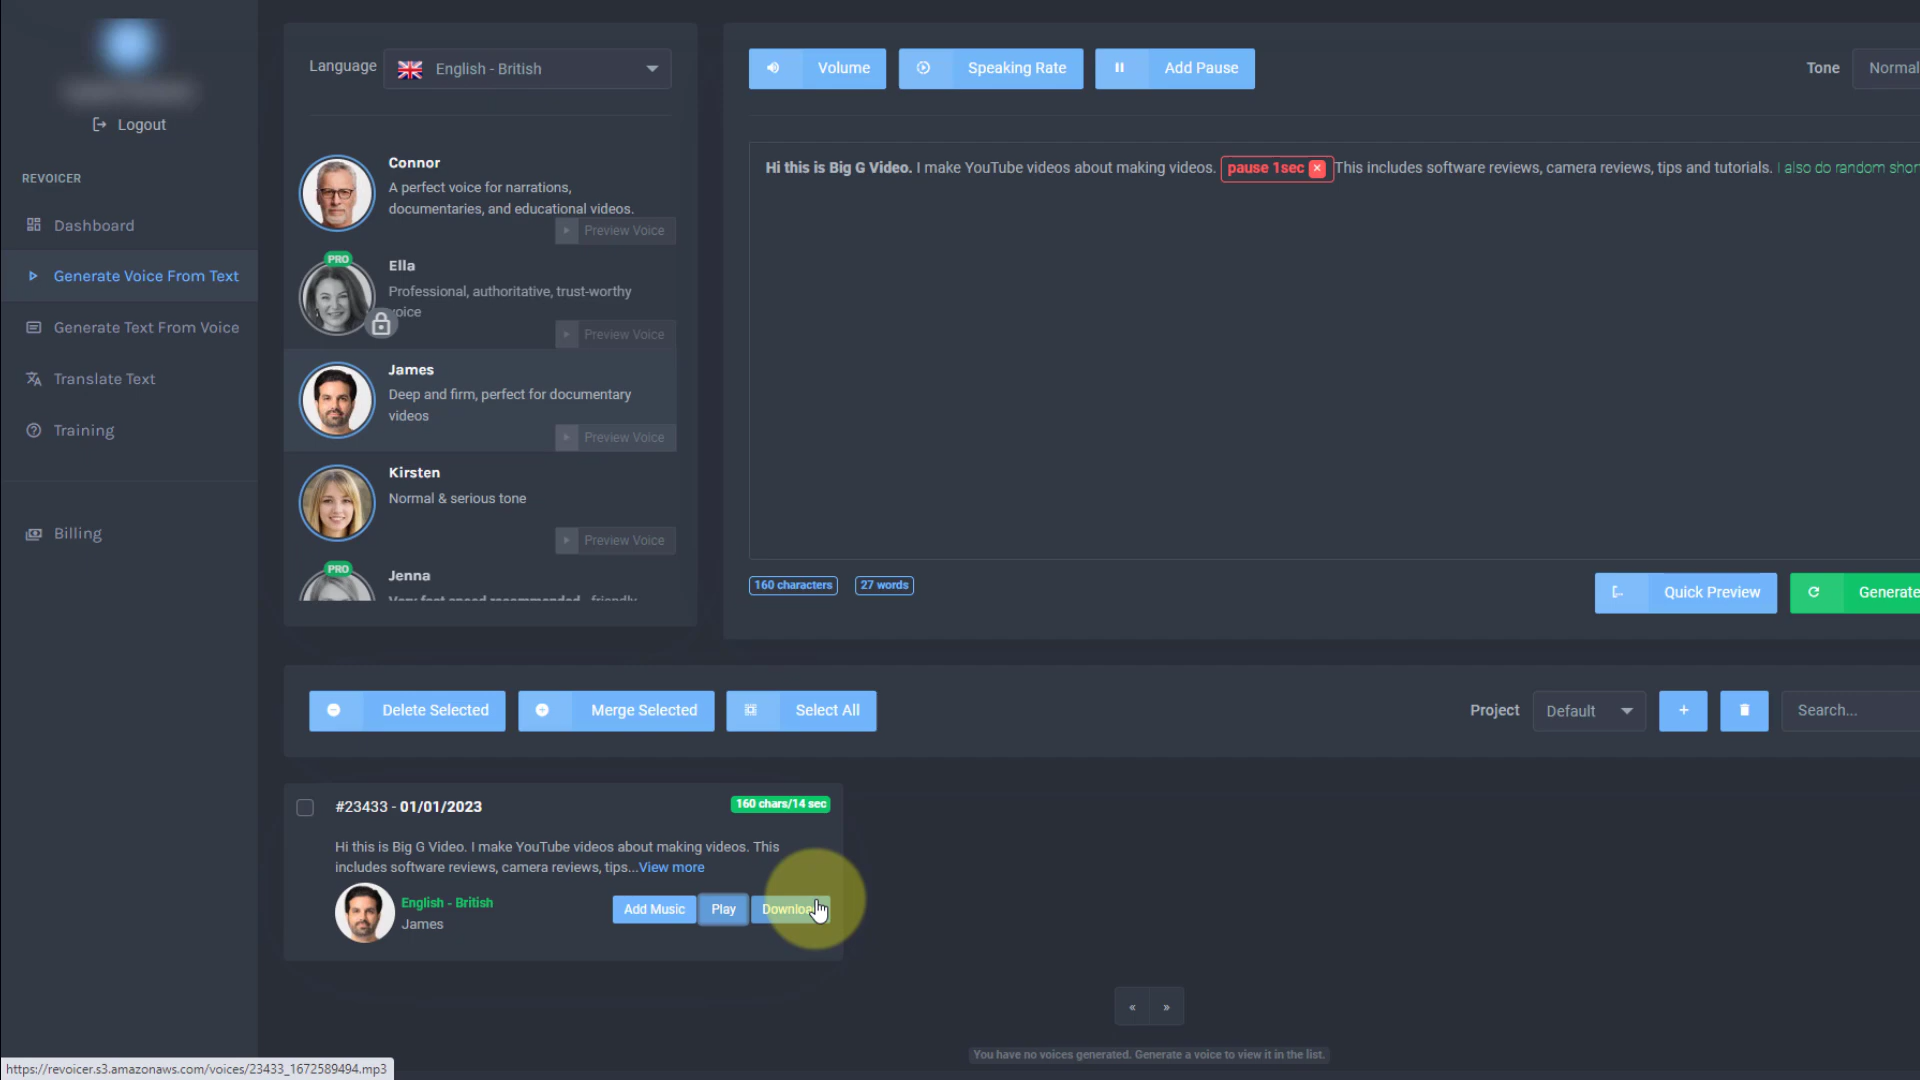 Logout
REVOICER
Dashboard
Generate Voice From Text
Generate Text From Voice
Translate Text
Training
Billing
Language
English - British
Connor
A perfect voice for narrations,
documentaries, and educational videos.
Preview Voice
PRO
Ella
Professional, authoritative, trust-worthy
voice
Preview Voice
James
Deep and firm, perfect for documentary
videos
Preview Voice
Kirsten
Normal & serious tone
Preview Voice
PRO
Jenna
Very fast speed recommended, friendly
Volume
Speaking Rate
Add Pause
Tone
Normal
Hi this is Big G Video. I make YouTube videos about making videos. pause 1sec This includes software reviews, camera reviews, tips and tutorials. I also do random shor
160 characters
27 words
Quick Preview
Generate
Delete Selected
Merge Selected
Select All
Project
Default
+
Search...
#23433 - 01/01/2023
160 chars/14 sec
Hi this is Big G Video. I make YouTube videos about making videos. This
includes software reviews, camera reviews, tips...View more
English - British
James
Add Music
Play
Download
« »
You have no voices generated. Generate a voice to view it in the list.
https://revoicer.s3.amazonaws.com/voices/23433_1672589494.mp3